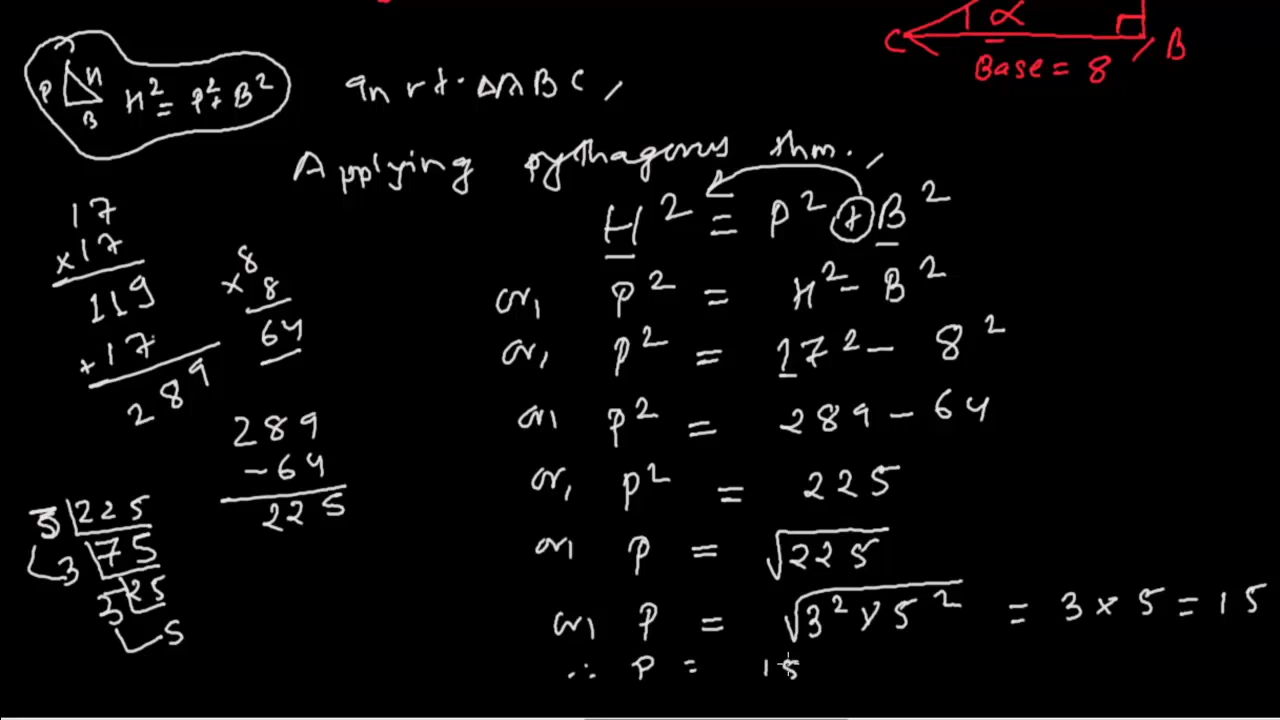 C α B
Base = 8
P H B H² = P² + B²
In rt. ΔABC,
Applying pythagorus thm.,
H² = P² + B²
or, P² = H² - B²
or, P² = 17² - 8²
or, P² = 289 - 64
or, P² = 225
or, P = √225
or, P = √3² × 5² = 3 × 5 = 15
∴ P = 15
17
×17
119
+17
289
8
×8
64
289
-64
225
3 225
3 75
5 25
5